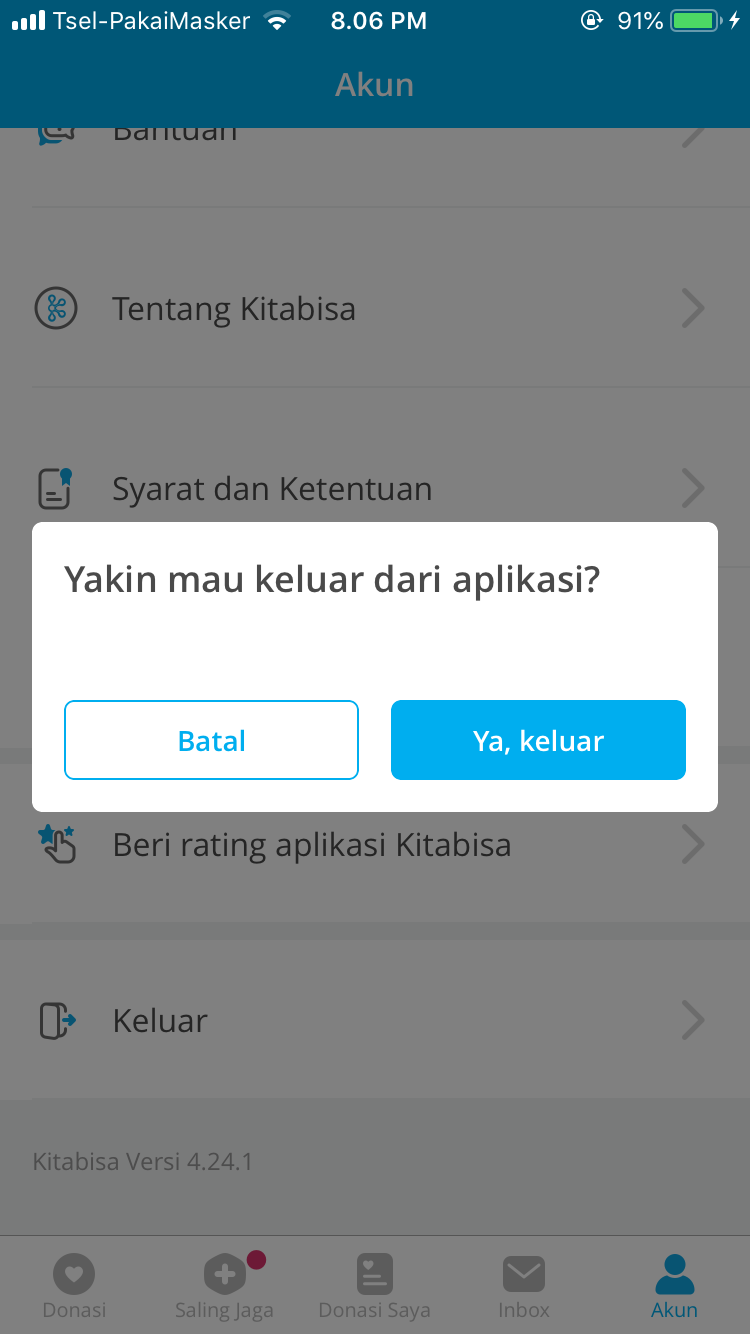 Tsel-PakaiMasker 8.06 PM 91%
Akun
Bantuan
Tentang Kitabisa
Syarat dan Ketentuan
Yakin mau keluar dari aplikasi?
Batal Ya, keluar
Beri rating aplikasi Kitabisa
Keluar
Kitabisa Versi 4.24.1
Donasi Saling Jaga Donasi Saya Inbox Akun